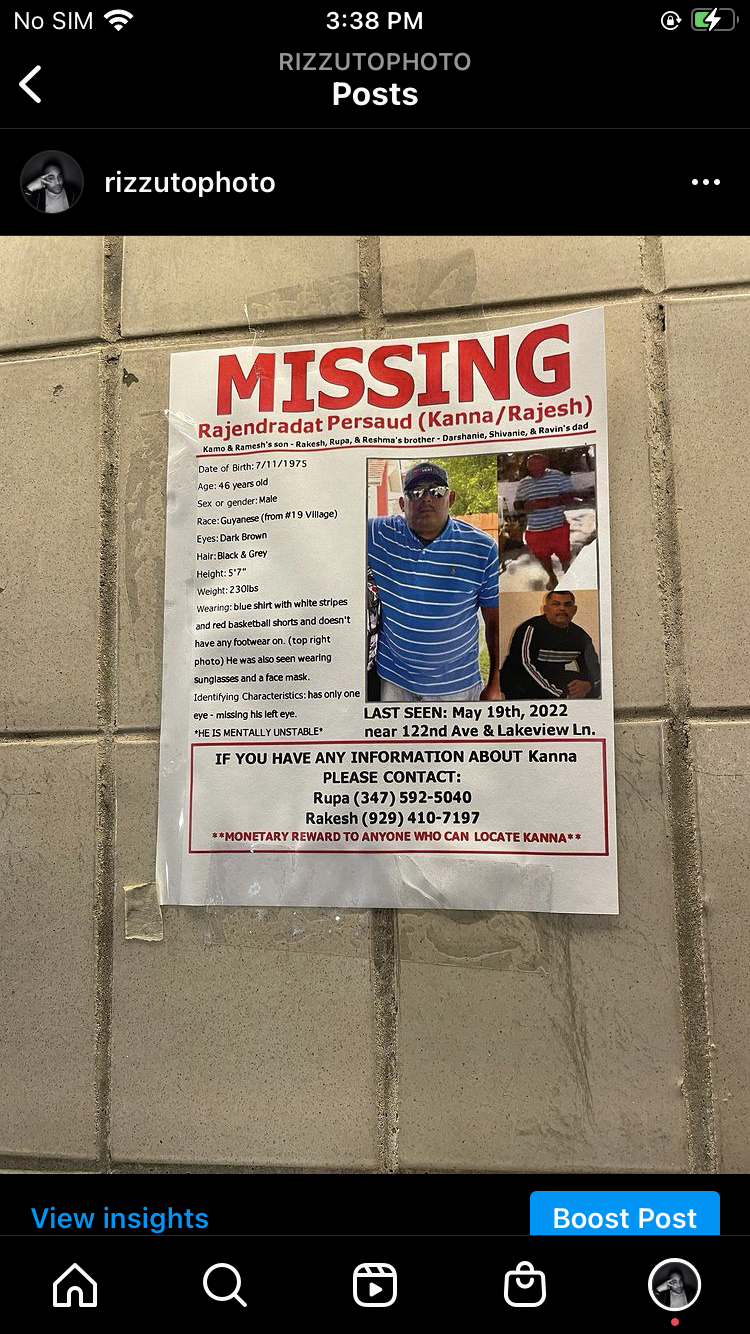 No SIM 3:38 PM
RIZZUTOPHOTO
Posts
rizzutophoto
MISSING
Rajendradat Persaud (Kanna/Rajesh)
Kamo & Ramesh's son - Rakesh, Rupa, & Reshma's brother - Darshanie, Shivanie, & Ravin's dad
Date of Birth: 7/11/1975
Age: 46 years old
Sex or gender: Male
Race: Guyanese (from #19 Village)
Eyes: Dark Brown
Hair: Black & Grey
Height: 5'7"
Weight: 230lbs
Wearing: blue shirt with white stripes
and red basketball shorts and doesn't
have any footwear on. (top right
photo) He was also seen wearing
sunglasses and a face mask.
Identifying Characteristics: has only one
eye - missing his left eye.
*HE IS MENTALLY UNSTABLE*
LAST SEEN: May 19th, 2022
near 122nd Ave & Lakeview Ln.
IF YOU HAVE ANY INFORMATION ABOUT Kanna
PLEASE CONTACT:
Rupa (347) 592-5040
Rakesh (929) 410-7197
**MONETARY REWARD TO ANYONE WHO CAN LOCATE KANNA**
View insights
Boost Post